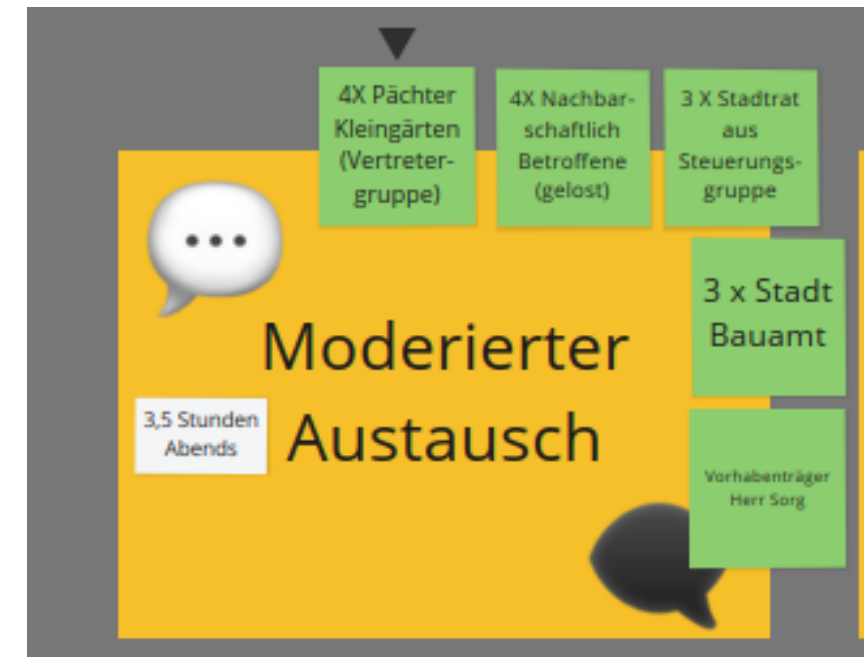 4X Pächter
Kleingärten
(Vertreter-
gruppe)
4X Nachbar-
schaftlich
Betroffene
(gelost)
3 X Stadtrat
aus
Steuerungs-
gruppe
3 x Stadt
Bauamt
Moderierter
Austausch
3,5 Stunden
Abends
Vorhabenträger
Herr Sorg